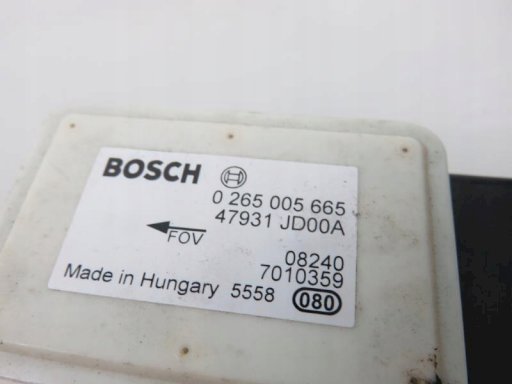 BOSCH
0 265 005 665
47931 JD00A
FOV
08240
7010359
Made in Hungary 5558 080